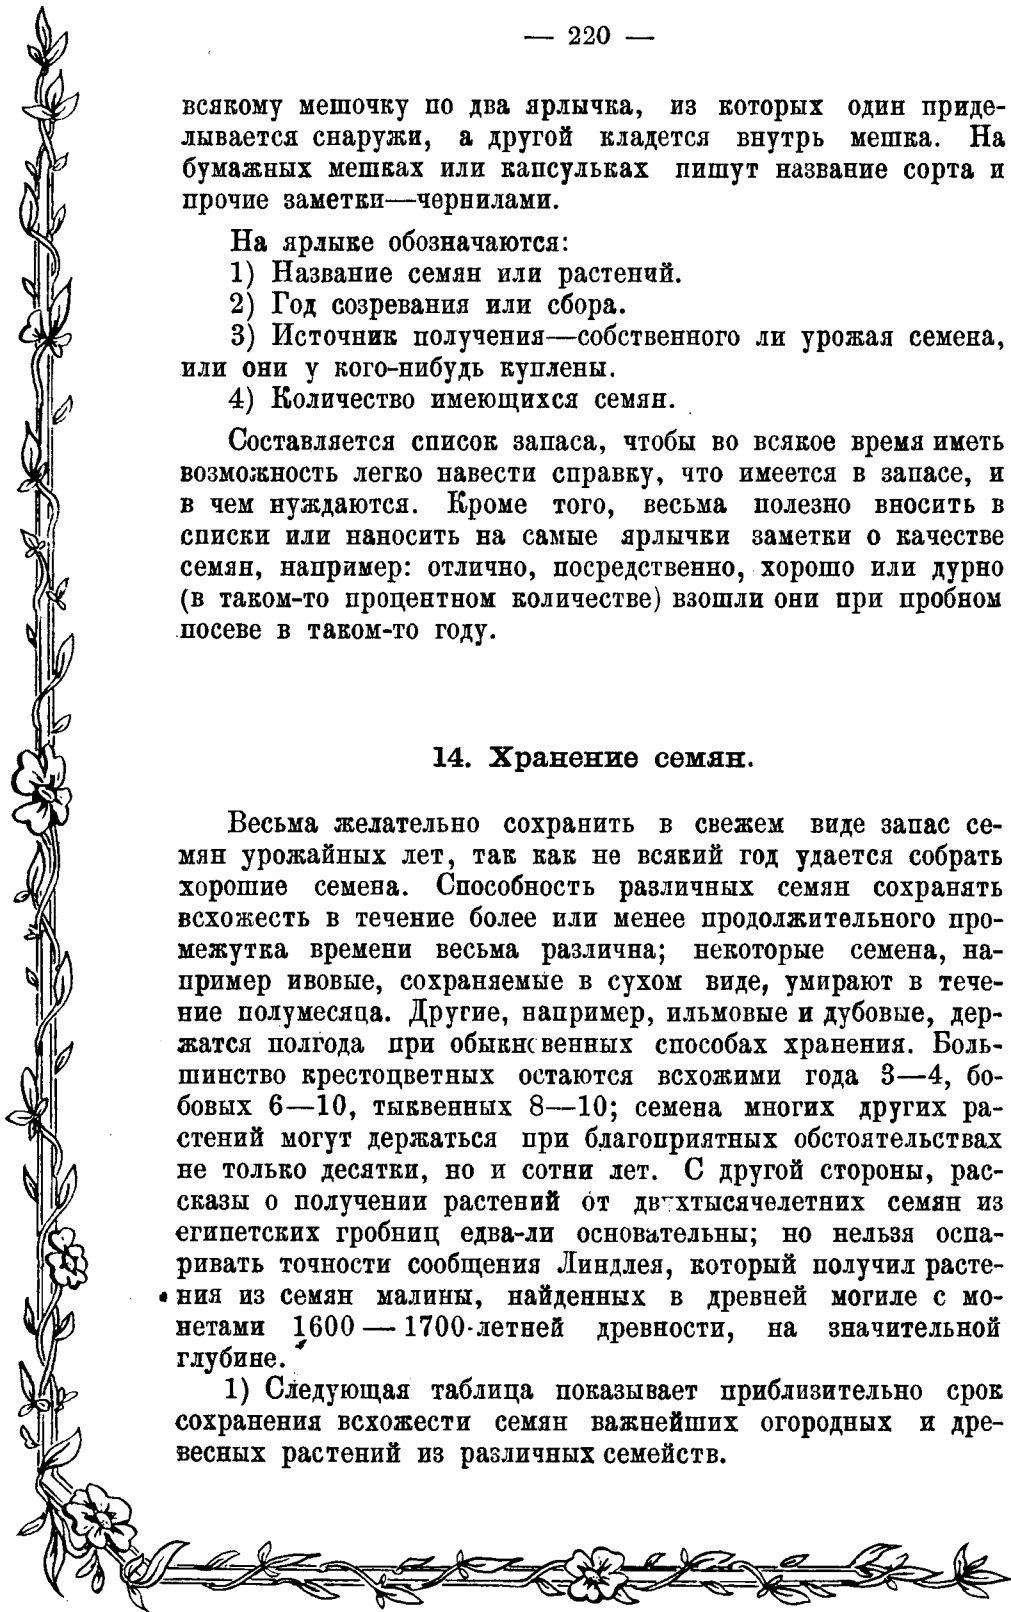 — 220 —
всякому мешочку по два ярлычка, из которых один приде-
лывается снаружи, а другой кладется внутрь мешка. На
бумажных мешках или капсульках пишут название сорта и
прочие заметки—чернилами.
На ярлыке обозначаются:
1) Название семян или растений.
2) Год созревания или сбора.
3) Источник получения—собственного ли урожая семена,
или они у кого-нибудь куплены.
4) Количество имеющихся семян.
Составляется список запаса, чтобы во всякое время иметь
возможность легко навести справку, что имеется в запасе, и
в чем нуждаются. Кроме того, весьма полезно вносить в
списки или наносить на самые ярлычки заметки о качестве
семян, например: отлично, посредственно, хорошо или дурно
(в таком-то процентном количестве) взошли они при пробном
посеве в таком-то году.
14. Хранение семян.
Весьма желательно сохранить в свежем виде запас се-
мян урожайных лет, так как не всякий год удается собрать
хорошие семена. Способность различных семян сохранять
всхожесть в течение более или менее продолжительного про-
межутка времени весьма различна; некоторые семена, на-
пример ивовые, сохраняемые в сухом виде, умирают в тече-
ние полумесяца. Другие, например, ильмовые и дубовые, дер-
жатся полгода при обыкновенных способах хранения. Боль-
шинство крестоцветных остаются всхожими года 3—4, бо-
бовых 6—10, тыквенных 8—10; семена многих других ра-
стений могут держаться при благоприятных обстоятельствах
не только десятки, но и сотни лет. С другой стороны, рас-
сказы о получении растений от двухтысячелетних семян из
египетских гробниц едва-ли основательны; но нельзя оспа-
ривать точности сообщения Линдлея, который получил расте-
ния из семян малины, найденных в древней могиле с мо-
нетами 1600 — 1700-летней древности, на значительной
глубине.
1) Следующая таблица показывает приблизительно срок
сохранения всхожести семян важнейших огородных и дре-
весных растений из различных семейств.